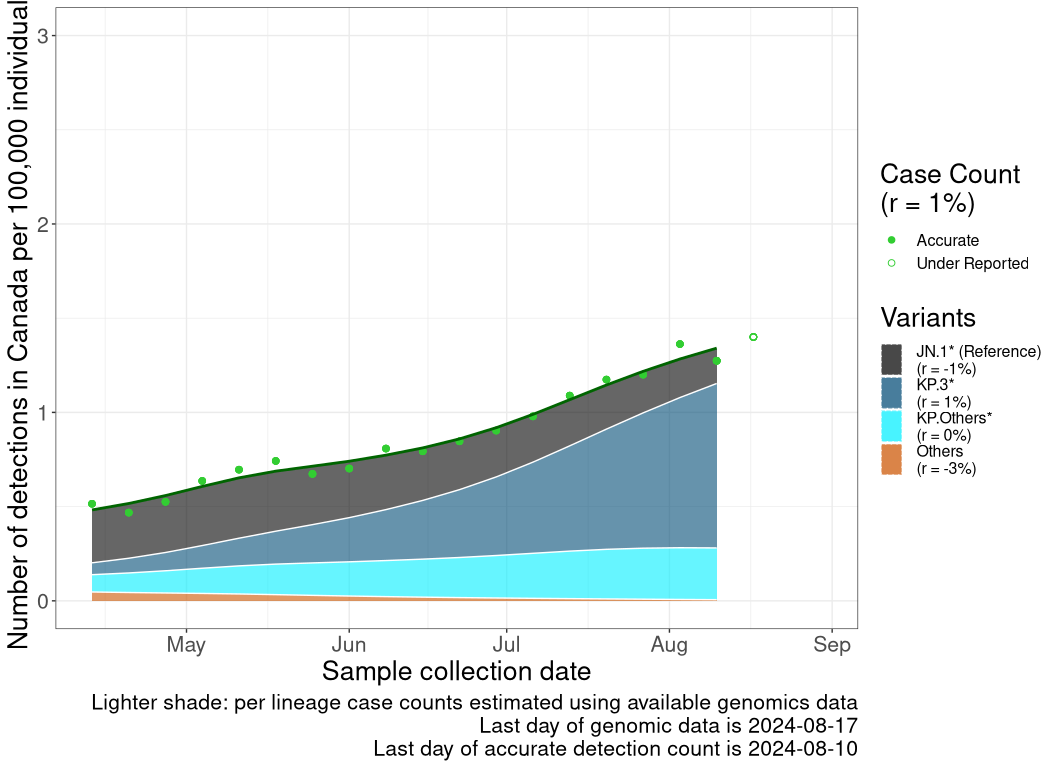 Number of detections in Canada per 100,000 individual
3
2
1
0
May Jun Jul Aug Sep
Sample collection date
Lighter shade: per lineage case counts estimated using available genomics data
Last day of genomic data is 2024-08-17
Last day of accurate detection count is 2024-08-10
Case Count
(r = 1%)
Accurate
Under Reported
Variants
JN.1* (Reference)
(r = -1%)
KP.3*
(r = 1%)
KP.Others*
(r = 0%)
Others
(r = -3%)